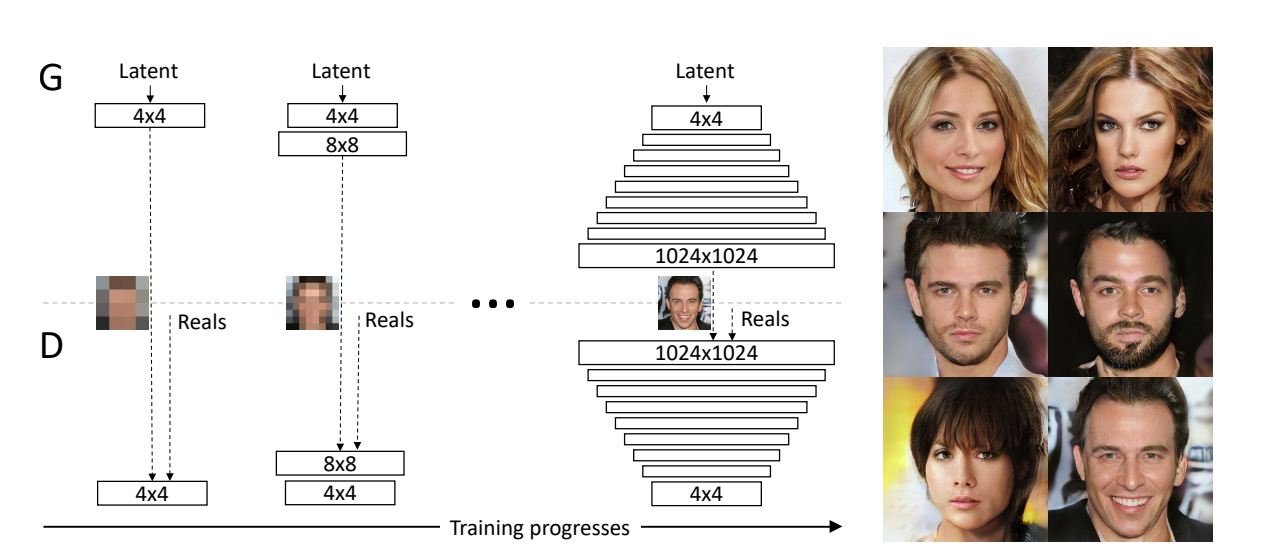 G
Latent
Latent
Latent
4x4
4x4
4x4
8x8
1024x1024
Reals
Reals
Reals
D
1024x1024
8x8
4x4
4x4
4x4
Training progresses